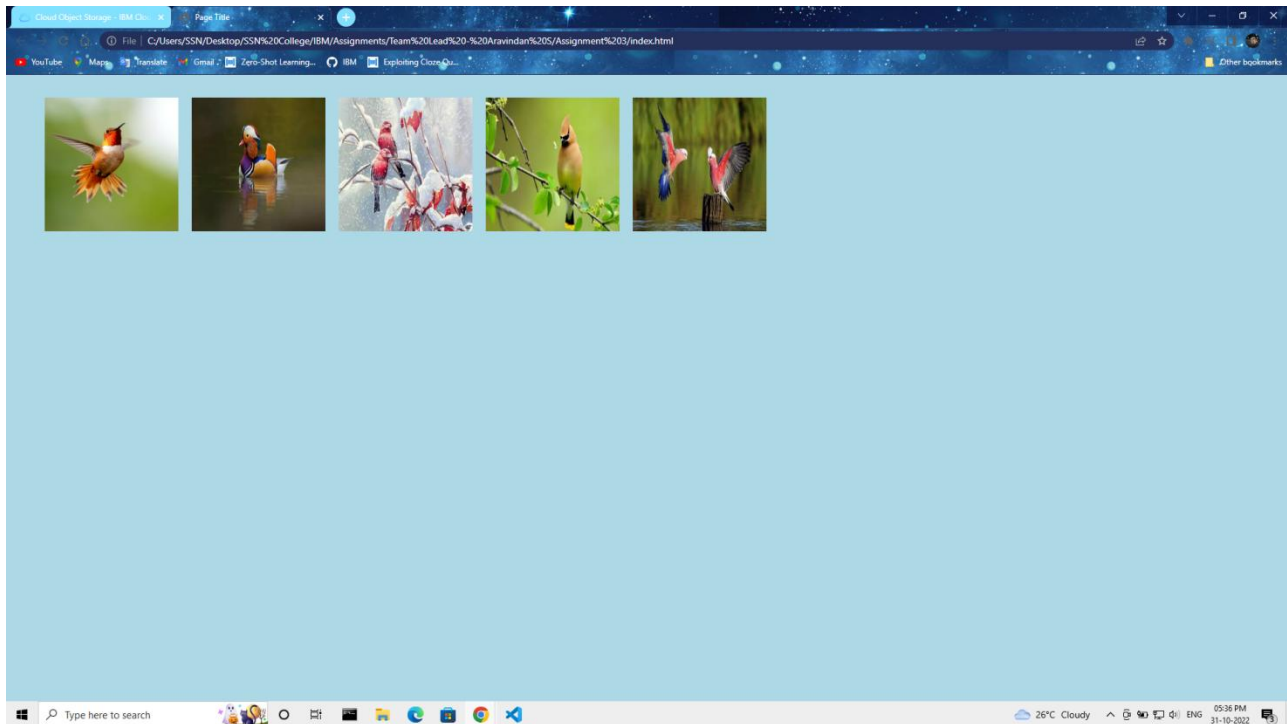 Cloud Object Storage - IBM Clo
Page Title
File C:/Users/SSN/Desktop/SSN%20College/IBM/Assignments/Team%20Lead%20-%20Aravindan%20S/Assignment%203/index.html
YouTube Maps Translate Gmail Zero-Shot Learning... IBM Exploiting Cloze Qu... Other bookmarks
Type here to search
26°C Cloudy ENG 05:36 PM
31-10-2022